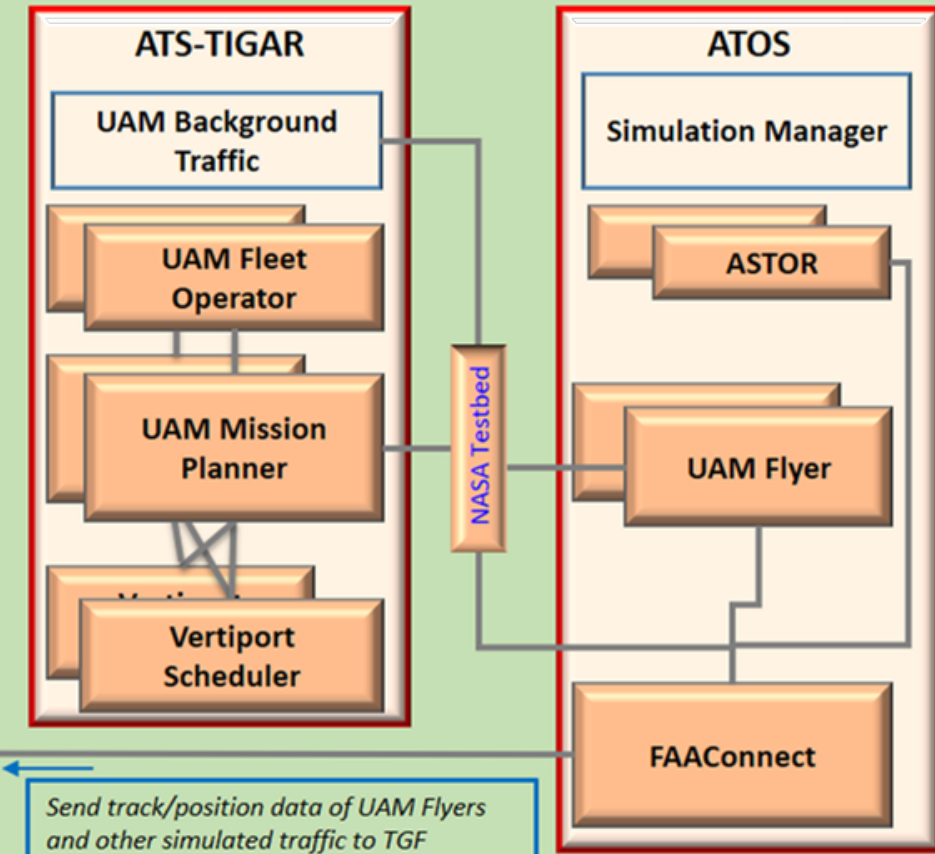 ATS-TIGAR
UAM Background
Traffic
UAM Fleet
Operator
UAM Mission
Planner
Vertiport
Scheduler
NASA Testbed
ATOS
Simulation Manager
ASTOR
UAM Flyer
FAAConnect
Send track/position data of UAM Flyers
and other simulated traffic to TGF